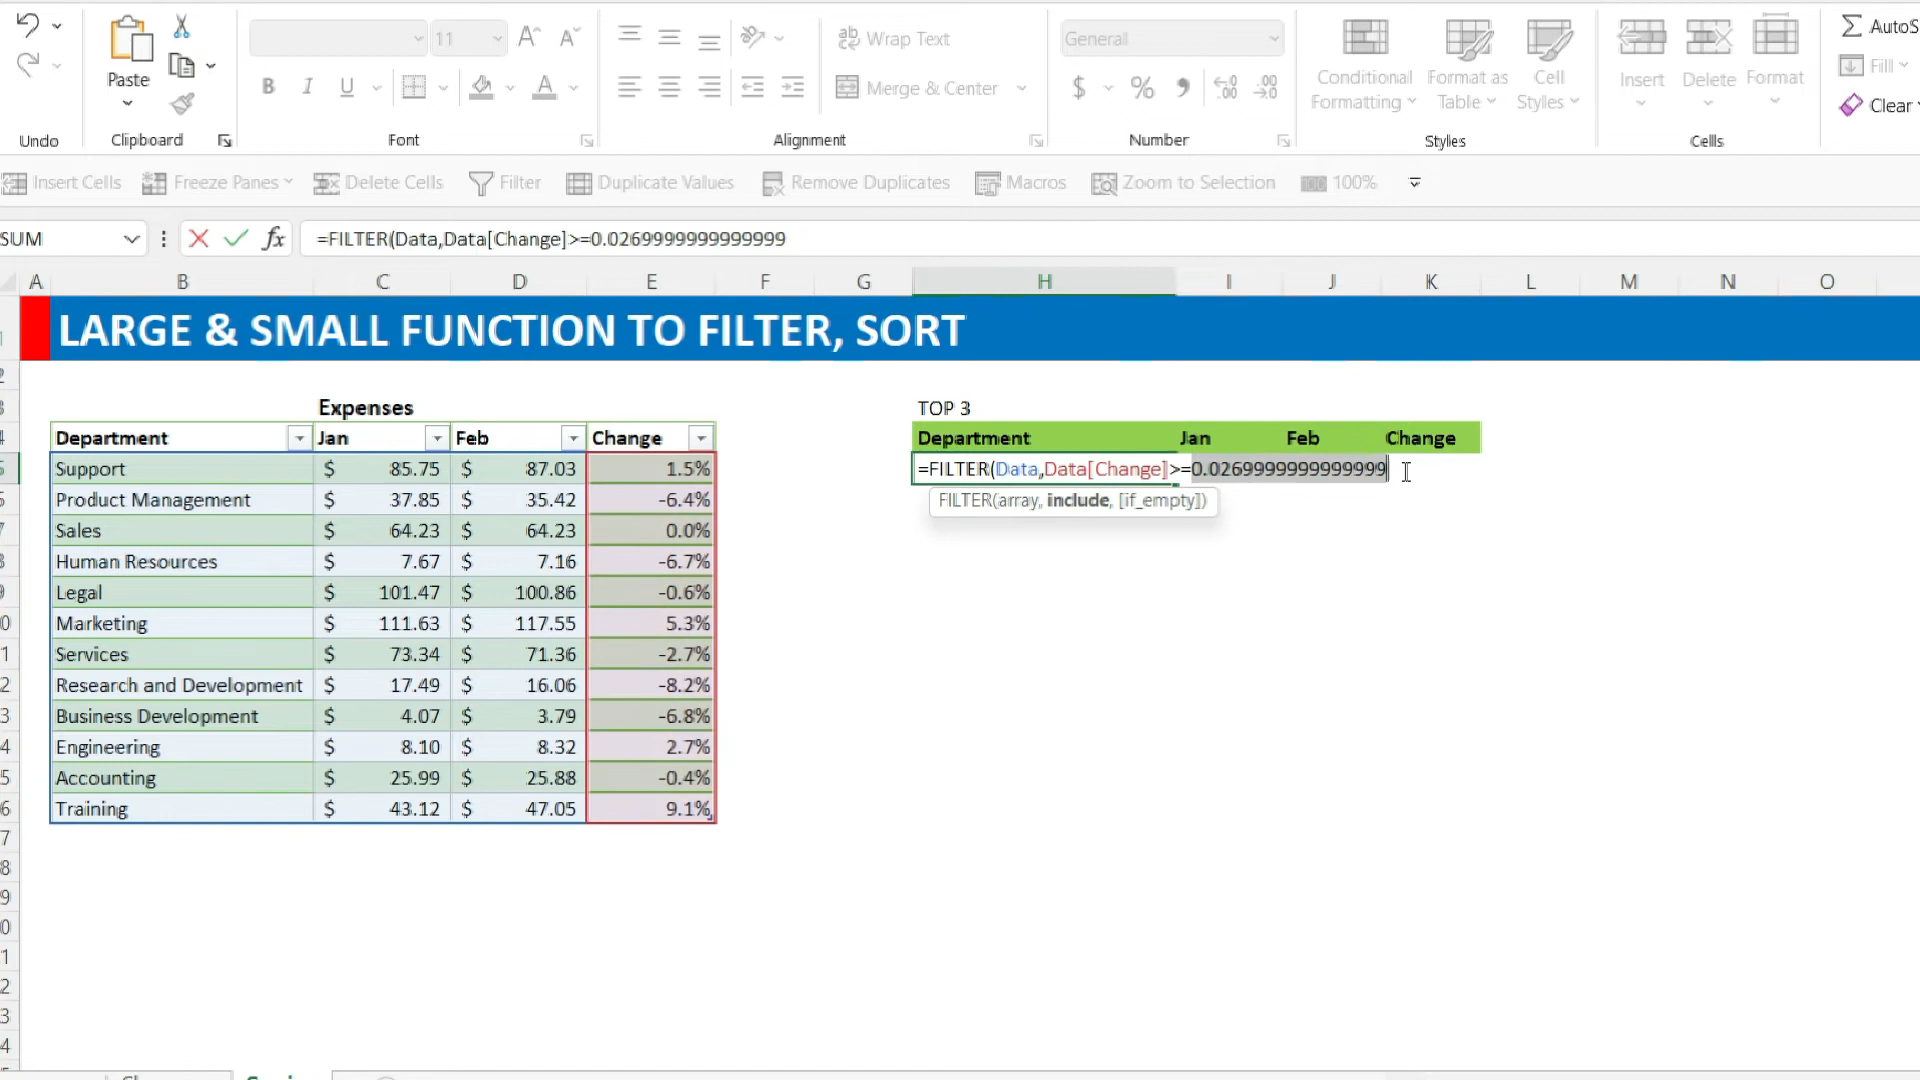 11
Wrap Text
General
AutoS
Paste
Conditional Formatting
Format as Table
Cell Styles
Insert
Delete
Format
Fill
B I U
A
Merge & Center
$ % ,
Clear
Undo
Clipboard
Font
Alignment
Number
Styles
Cells
Insert Cells
Freeze Panes
Delete Cells
Filter
Duplicate Values
Remove Duplicates
Macros
Zoom to Selection
100%
SUM
fx
=FILTER(Data,Data[Change]>=0.0269999999999999
A B C D E F G H I J K L M N O
LARGE & SMALL FUNCTION TO FILTER, SORT
Expenses
TOP 3
Department Jan Feb Change
Department Jan Feb Change
Support $ 85.75 $ 87.03 1.5%
=FILTER(Data,Data[Change]>=0.0269999999999999
Product Management $ 37.85 $ 35.42 -6.4%
FILTER(array, include, [if_empty])
Sales $ 64.23 $ 64.23 0.0%
Human Resources $ 7.67 $ 7.16 -6.7%
Legal $ 101.47 $ 100.86 -0.6%
Marketing $ 111.63 $ 117.55 5.3%
Services $ 73.34 $ 71.36 -2.7%
Research and Development $ 17.49 $ 16.06 -8.2%
Business Development $ 4.07 $ 3.79 -6.8%
Engineering $ 8.10 $ 8.32 2.7%
Accounting $ 25.99 $ 25.88 -0.4%
Training $ 43.12 $ 47.05 9.1%